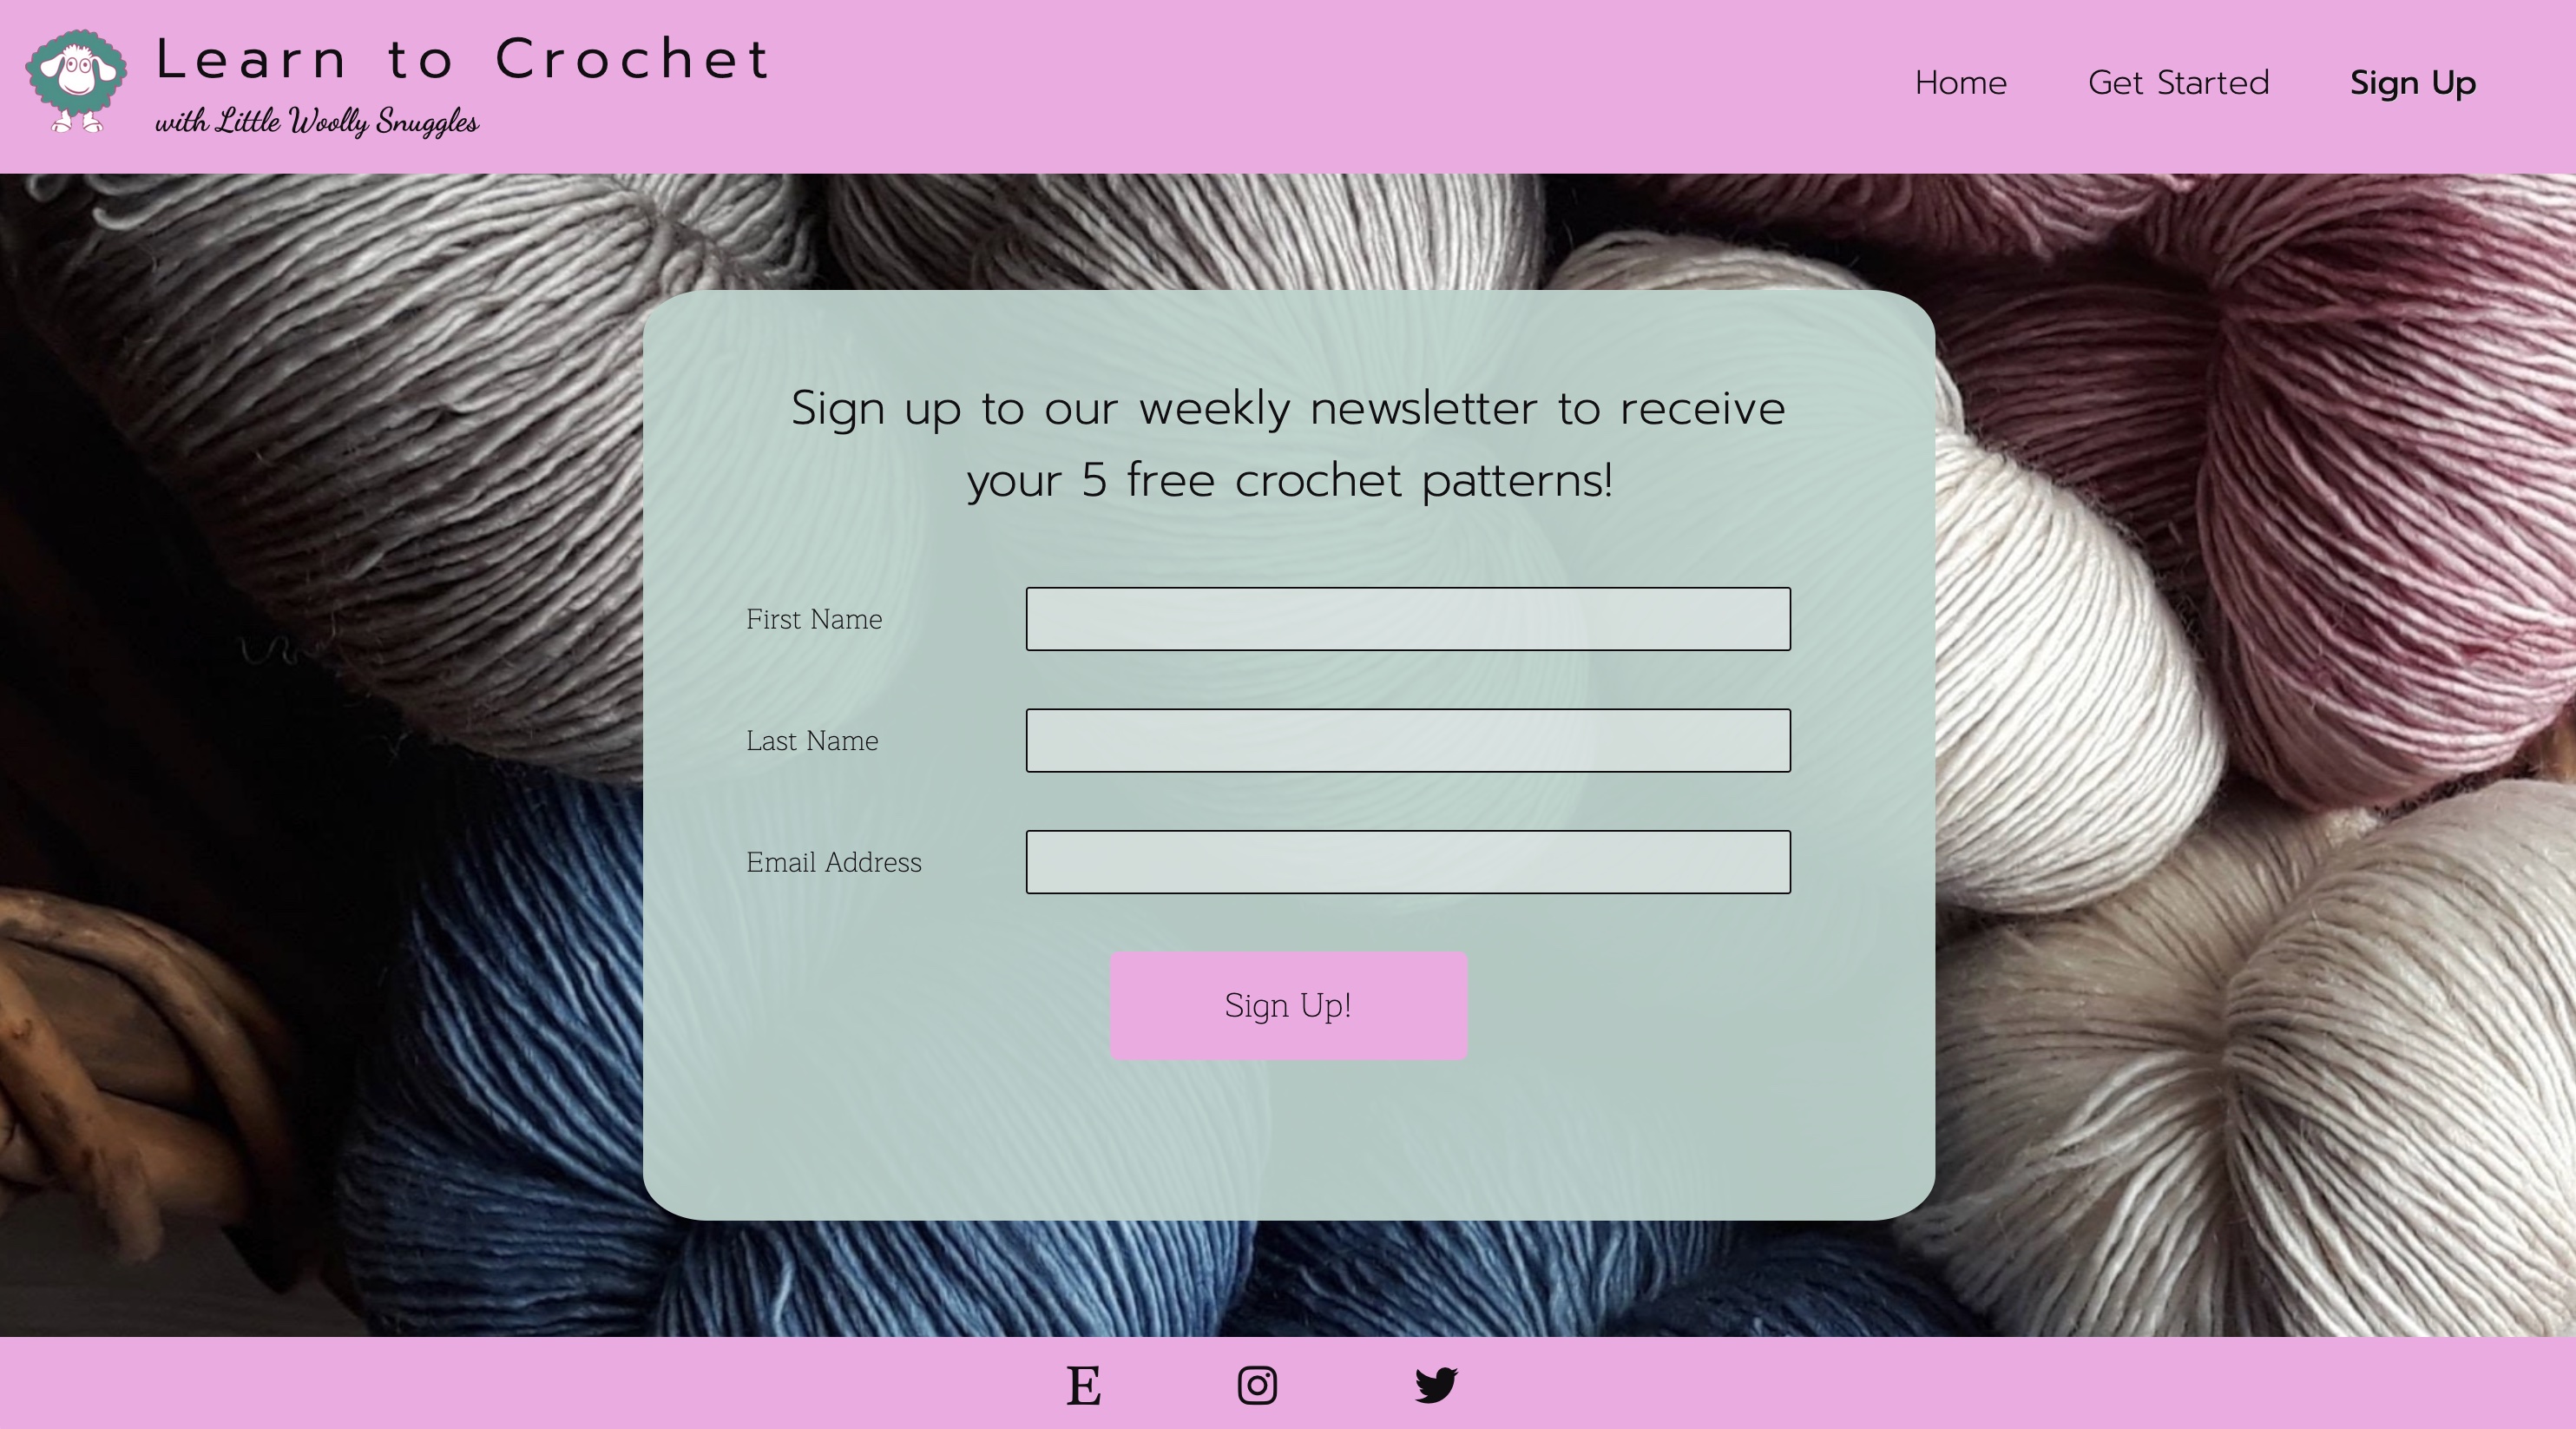 Learn to Crochet
with Little Woolly Snuggles
Home
Get Started
Sign Up
Sign up to our weekly newsletter to receive
your 5 free crochet patterns!
First Name
Last Name
Email Address
Sign Up!
E